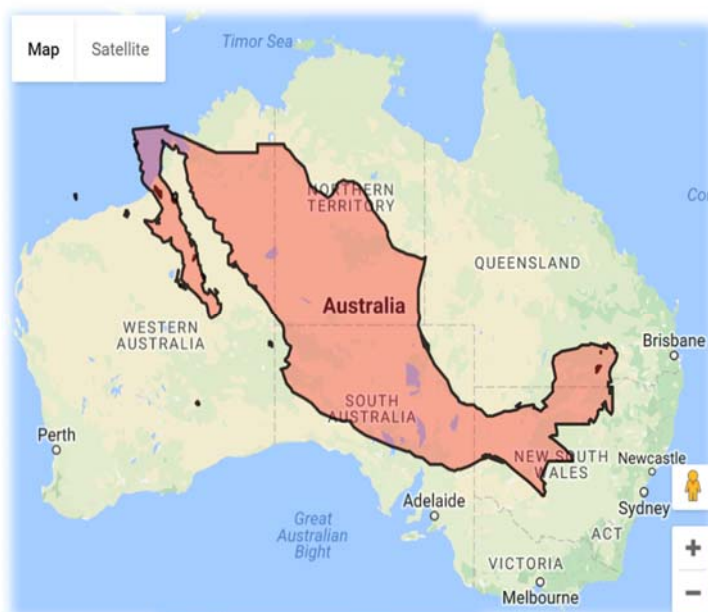 Map
Satellite
Timor Sea
NORTHERN
TERRITORY
QUEENSLAND
Australia
WESTERN
AUSTRALIA
Brisbane
SOUTH
AUSTRALIA
Perth
NEW SOUTH
WALES
Newcastle
Adelaide
Sydney
Great
Australian
Bight
ACT
VICTORIA
Melbourne